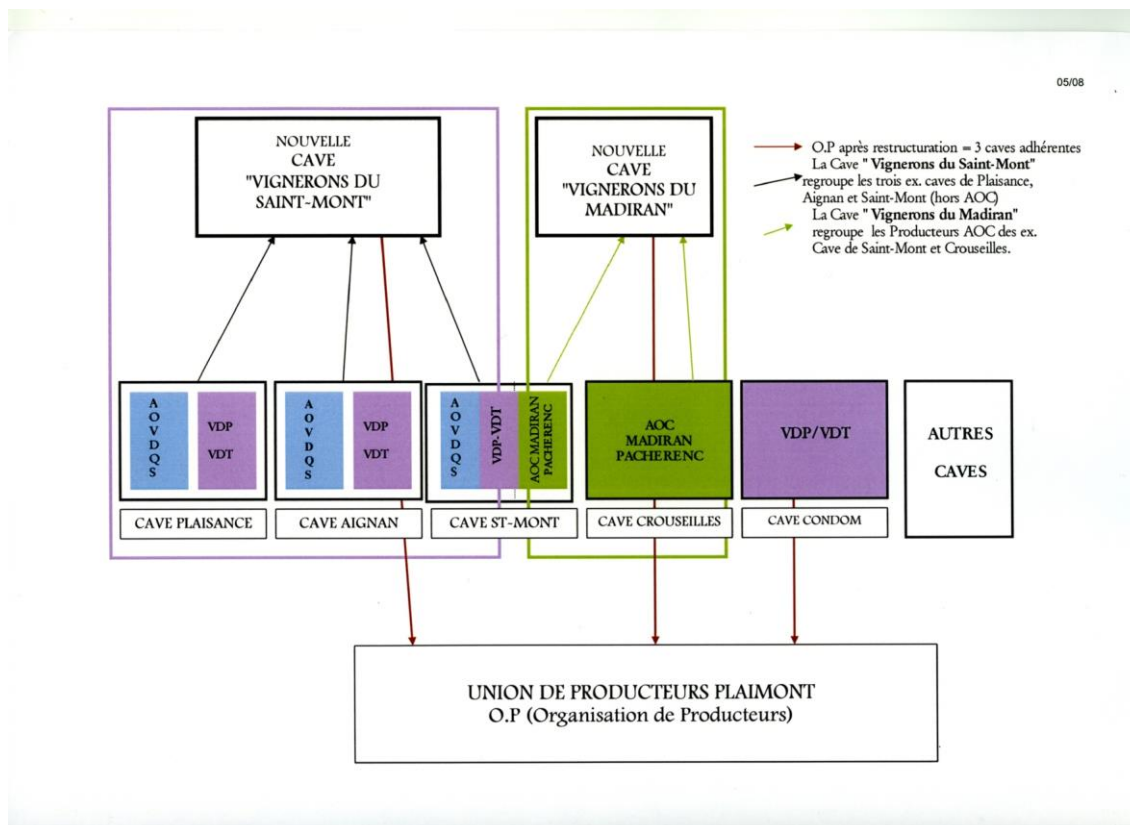 05/08
NOUVELLE
CAVE
"VIGNERONS DU
SAINT-MONT"
NOUVELLE
CAVE
"VIGNERONS DU
MADIRAN"
O.P après restructuration = 3 caves adhérentes
La Cave " Vignerons du Saint-Mont"
regroupe les trois ex. caves de Plaisance,
Aignan et Saint-Mont (hors AOC)
La Cave "Vignerons du Madiran"
regroupe les Producteurs AOC des ex.
Cave de Saint-Mont et Crouseilles.
AOVDQS
VDP
VDT
AOVDQS
VDP
VDT
AOVDQS
VDP-VDT
AOC MADIRAN
PACHERENC
AOC
MADIRAN
PACHERENC
VDP/VDT
AUTRES
CAVES
CAVE PLAISANCE
CAVE AIGNAN
CAVE ST-MONT
CAVE CROUSEILLES
CAVE CONDOM
UNION DE PRODUCTEURS PLAIMONT
O.P (Organisation de Producteurs)